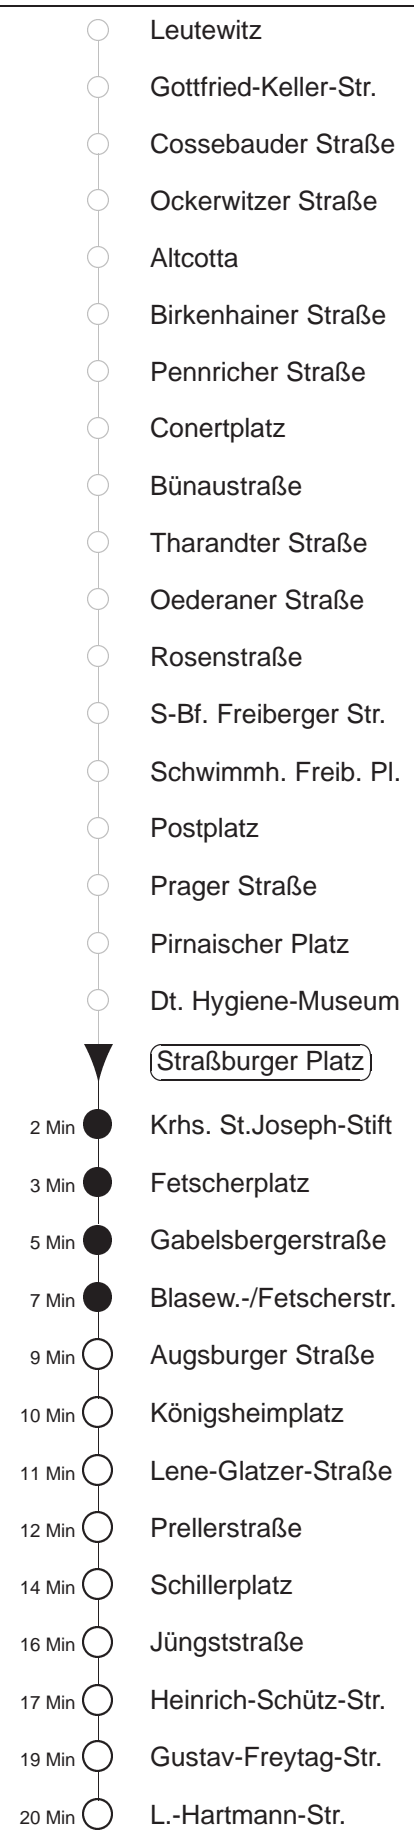 Leutewitz
Gottfried-Keller-Str.
Cossebauder Straße
Ockerwitzer Straße
Altcotta
Birkenhainer Straße
Pennricher Straße
Conertplatz
Bünaustraße
Tharandter Straße
Oederaner Straße
Rosenstraße
S-Bf. Freiberger Str.
Schwimmh. Freib. Pl.
Postplatz
Prager Straße
Pirnaischer Platz
Dt. Hygiene-Museum
Straßburger Platz
2 Min Krhs. St.Joseph-Stift
3 Min Fetscherplatz
5 Min Gabelsbergerstraße
7 Min Blasew.-/Fetscherstr.
9 Min Augsburger Straße
10 Min Königsheimplatz
11 Min Lene-Glatzer-Straße
12 Min Prellerstraße
14 Min Schillerplatz
16 Min Jüngststraße
17 Min Heinrich-Schütz-Str.
19 Min Gustav-Freytag-Str.
20 Min L.-Hartmann-Str.